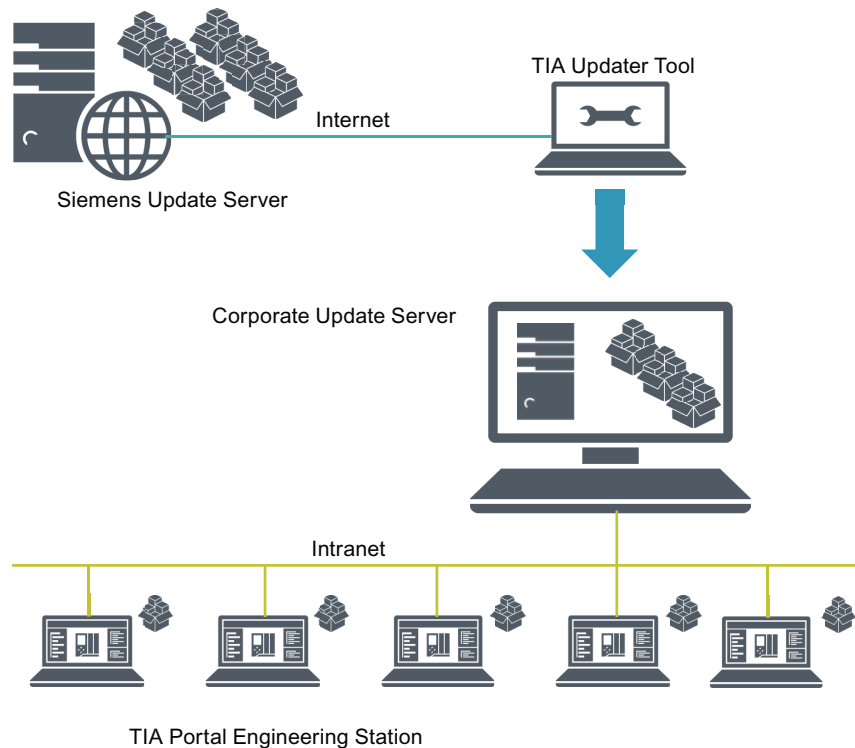 TIA Updater Tool
Internet
Siemens Update Server
Corporate Update Server
Intranet
TIA Portal Engineering Station